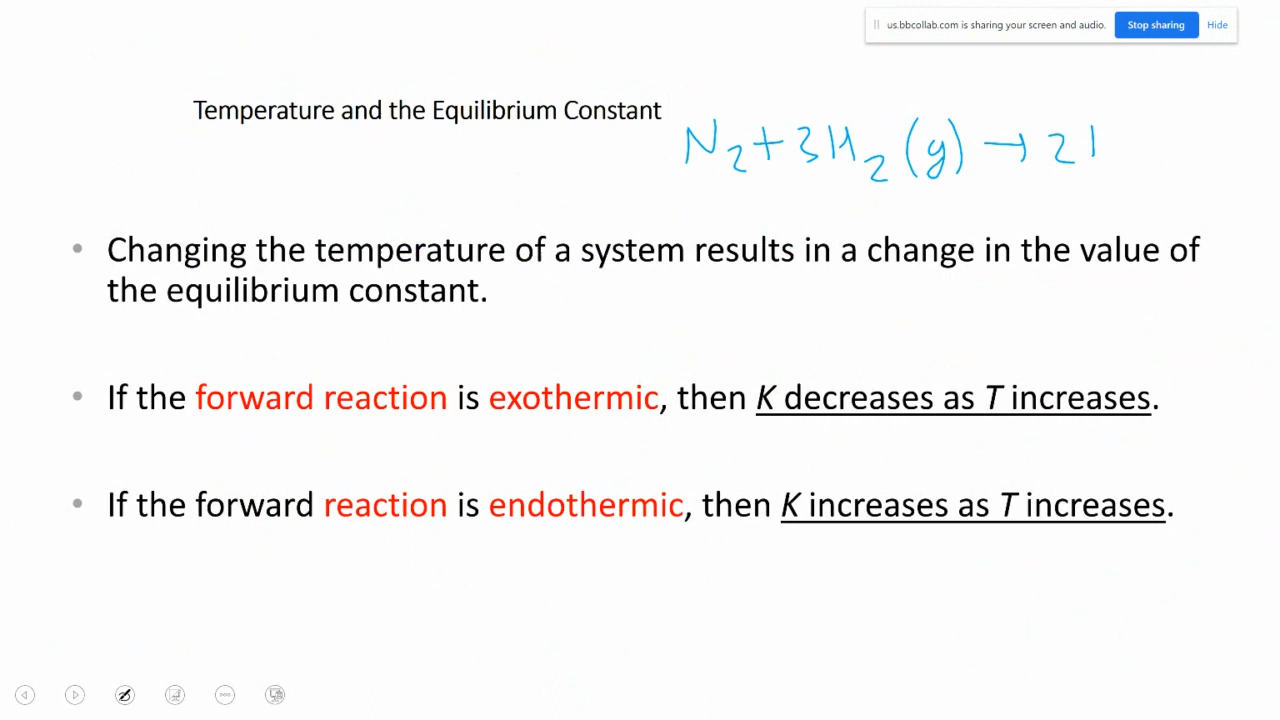 us.bbcollab.com is sharing your screen and audio. Stop sharing Hide
Temperature and the Equilibrium Constant
N₂ + 3H₂ (g) → 2
• Changing the temperature of a system results in a change in the value of
the equilibrium constant.
• If the forward reaction is exothermic, then K decreases as T increases.
• If the forward reaction is endothermic, then K increases as T increases.